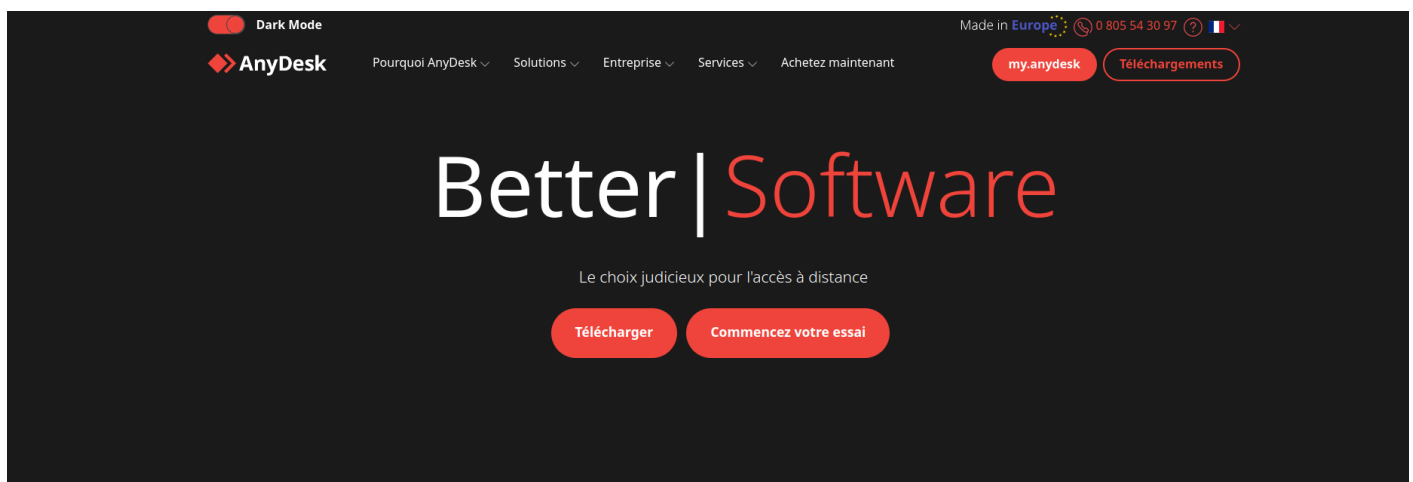 Dark Mode
Made in Europe 0 805 54 30 97 ?
AnyDesk
Pourquoi AnyDesk Solutions Entreprise Services Achetez maintenant
my.anydesk Téléchargements
Better|Software
Le choix judicieux pour l'accès à distance
Télécharger Commencez votre essai